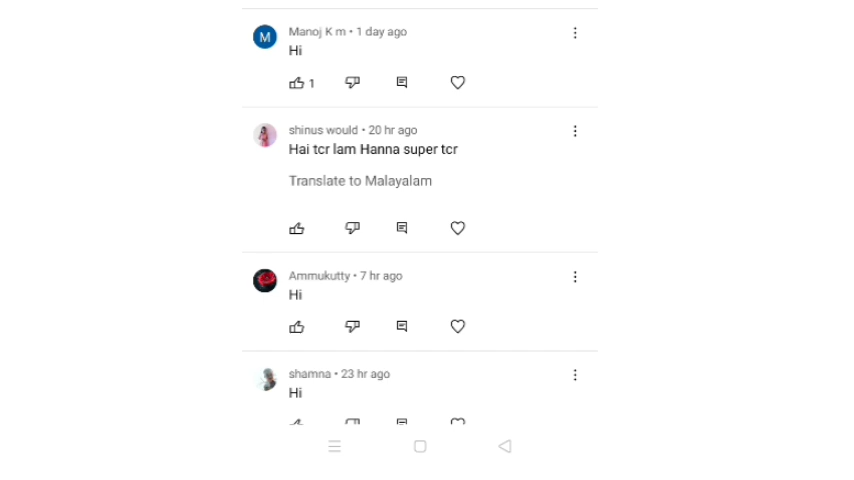 M
Manoj K m • 1 day ago
Hi
1
shinus would • 20 hr ago
Hai tcr lam Hanna super tcr
Translate to Malayalam
Ammukutty • 7 hr ago
Hi
shamna • 23 hr ago
Hi